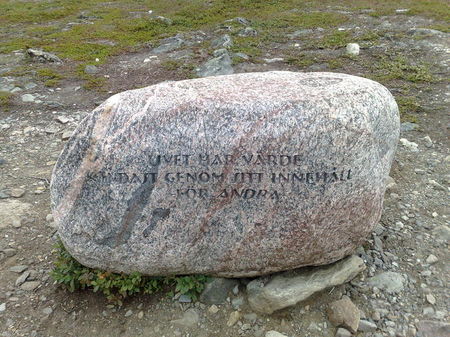 LIVET HAR VÄRDE
ENDAST GENOM SITT INNEHÅLL
FÖR ANDRA